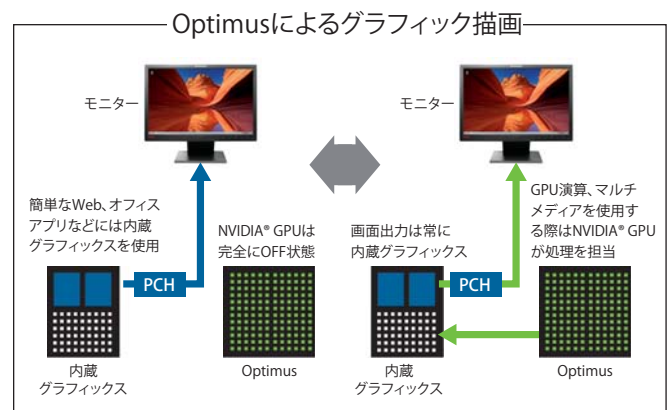 Optimusによるグラフィック描画
モニター
簡単なWeb、オフィス
アプリなどには内蔵
グラフィックスを使用
NVIDIA® GPUは
完全にOFF状態
PCH
内蔵
グラフィックス
Optimus
モニター
画面出力は常に
内蔵グラフィックス
GPU演算、マルチ
メディアを使用す
る際はNVIDIA® GPU
が処理を担当
PCH
内蔵
グラフィックス
Optimus